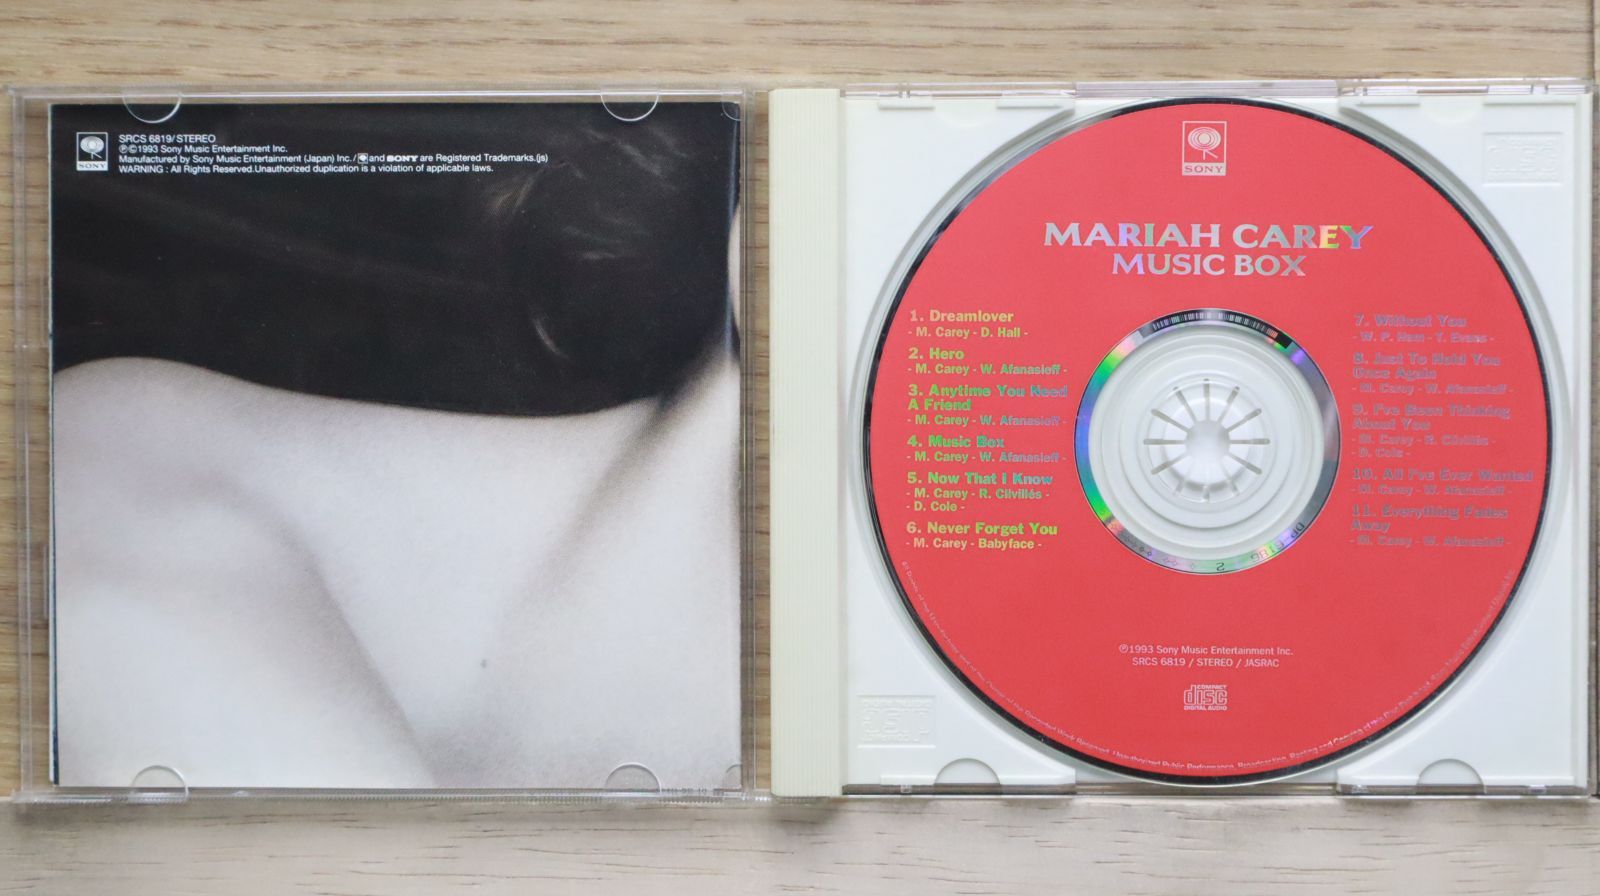 SONY
SRCS 6819/STEREO
℗©1993 Sony Music Entertainment Inc.
Manufactured by Sony Music Entertainment (Japan) Inc./ and SONY are Registered Trademarks.(js)
WARNING : All Rights Reserved.Unauthorized duplication is a violation of applicable laws.
SONY
MARIAH CAREY
MUSIC BOX
1. Dreamlover
- M. Carey - D. Hall -
2. Hero
- M. Carey - W. Afanasieff -
3. Anytime You Need
A Friend
- M. Carey - W. Afanasieff -
4. Music Box
- M. Carey - W. Afanasieff -
5. Now That I Know
- M. Carey - R. Clivillés -
- D. Cole -
6. Never Forget You
- M. Carey - Babyface -
7. Without You
- W. P. Ham - T. Evans -
8. Just To Hold You
Once Again
- M. Carey - W. Afanasieff -
9. I've Been Thinking
About You
- M. Carey - R. Clivillés -
- D. Cole -
10. All I've Ever Wanted
- M. Carey - W. Afanasieff -
11. Everything Fades
Away
- M. Carey - W. Afanasieff -
℗1993 Sony Music Entertainment Inc.
SRCS 6819 / STEREO / JASRAC
COMPACT
disc
DIGITAL AUDIO